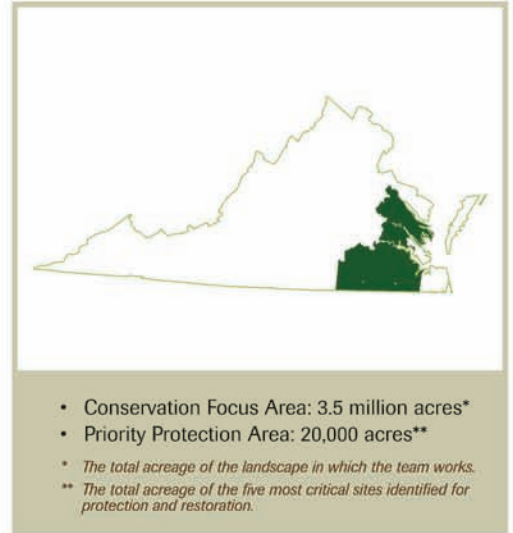 • Conservation Focus Area: 3.5 million acres*
• Priority Protection Area: 20,000 acres**
* The total acreage of the landscape in which the team works.
** The total acreage of the five most critical sites identified for
protection and restoration.